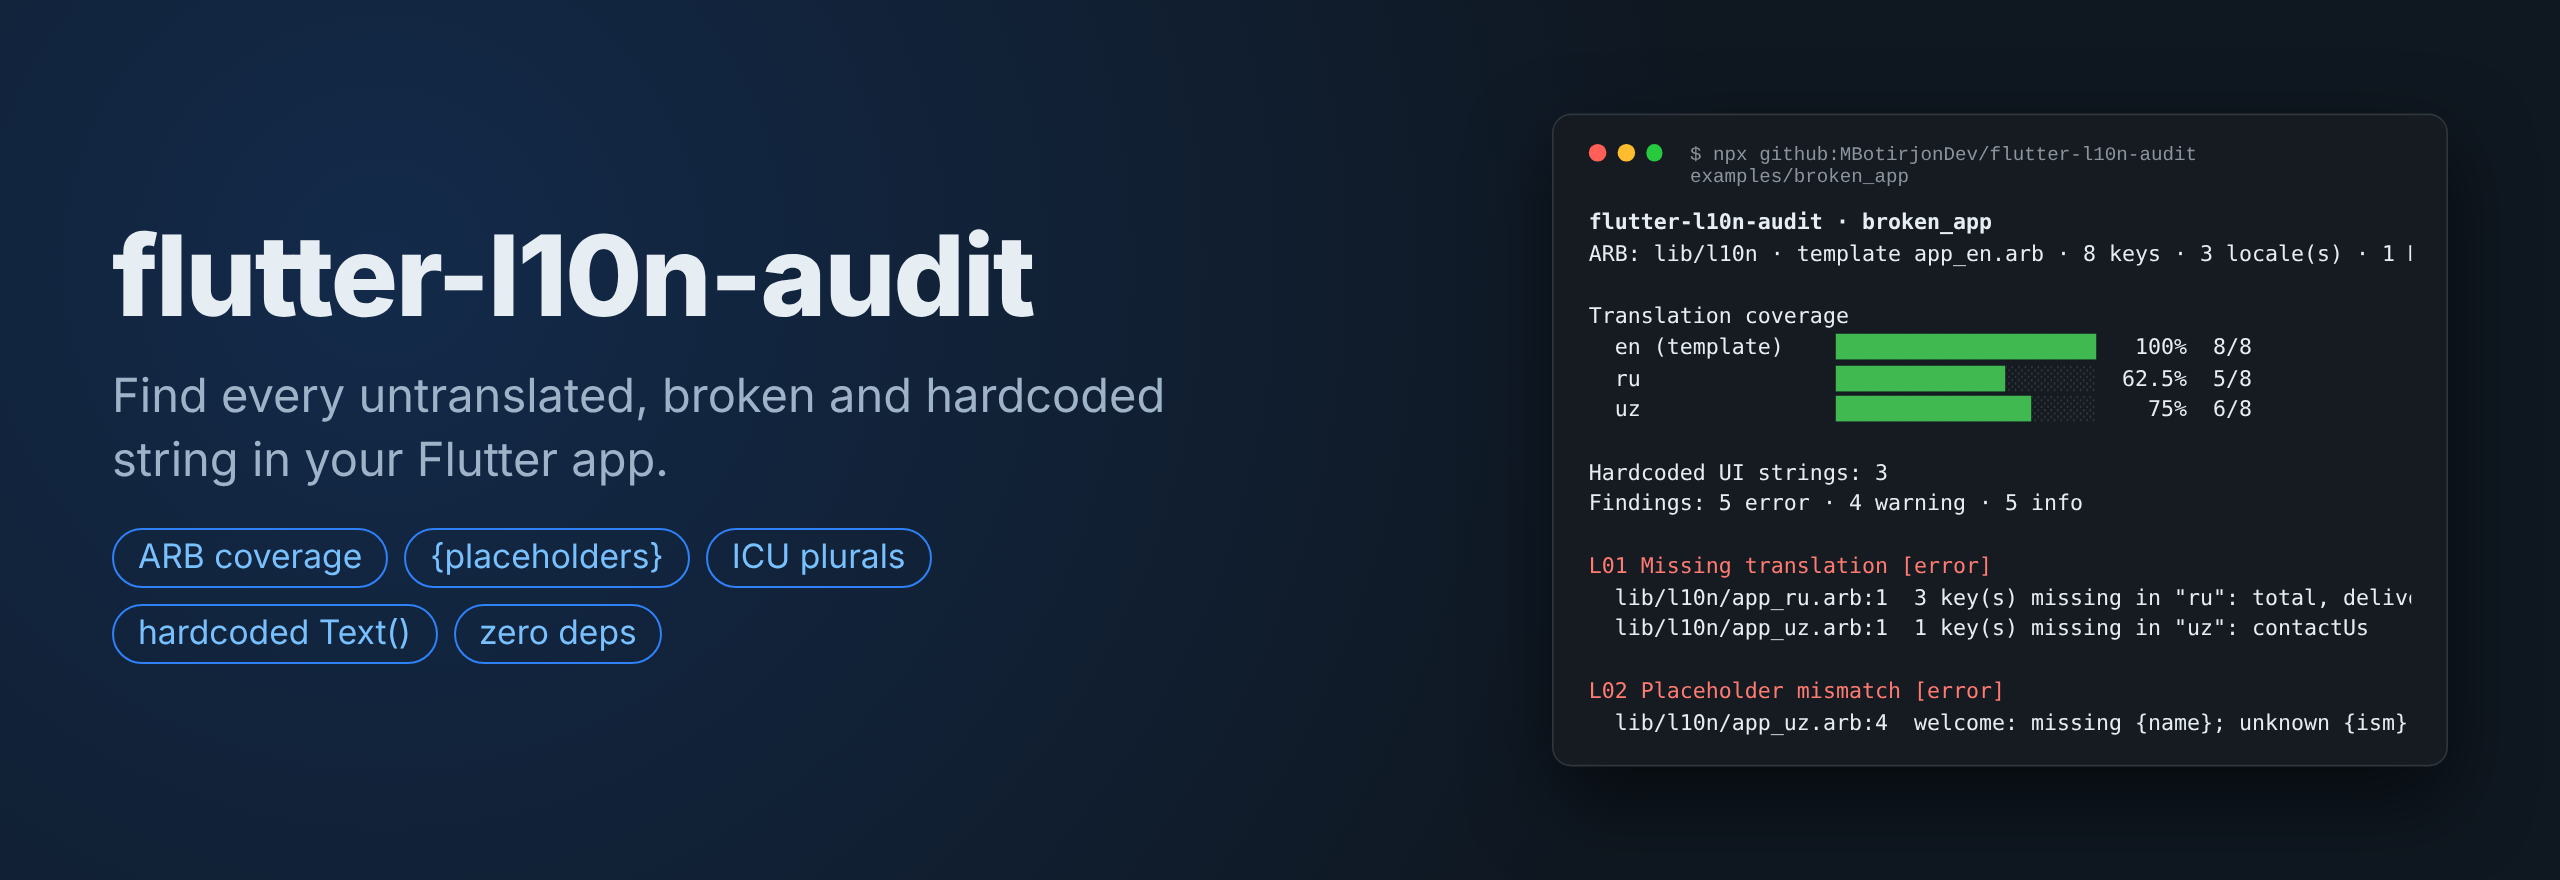 flutter-l10n-audit
Find every untranslated, broken and hardcoded
string in your Flutter app.
ARB coverage
{placeholders}
ICU plurals
hardcoded Text()
zero deps
$ npx github:MBotirjonDev/flutter-l10n-audit
examples/broken_app
flutter-l10n-audit · broken_app
ARB: lib/l10n · template app_en.arb · 8 keys · 3 locale(s) · 1
Translation coverage
en (template) 100% 8/8
ru 62.5% 5/8
uz 75% 6/8
Hardcoded UI strings: 3
Findings: 5 error · 4 warning · 5 info
L01 Missing translation [error]
lib/l10n/app_ru.arb:1 3 key(s) missing in "ru": total,
lib/l10n/app_uz.arb:1 1 key(s) missing in "uz": contactUs
L02 Placeholder mismatch [error]
lib/l10n/app_uz.arb:4 welcome: missing {name}; unknown {ism}